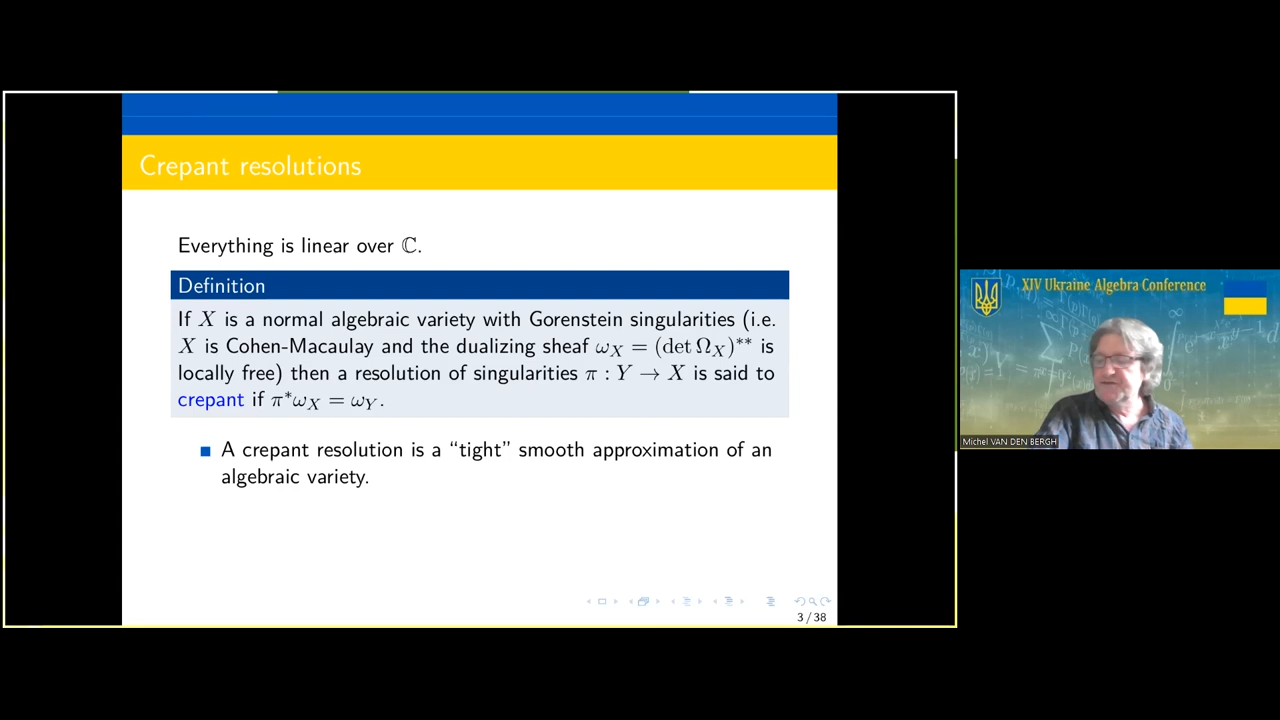 Crepant resolutions
Everything is linear over ℂ.
Definition
If X is a normal algebraic variety with Gorenstein singularities (i.e.
X is Cohen-Macaulay and the dualizing sheaf ω_X = (det Ω_X)** is
locally free) then a resolution of singularities π : Y → X is said to
crepant if π*ω_X = ω_Y.
A crepant resolution is a “tight” smooth approximation of an
algebraic variety.
3 / 38
XIV Ukraine Algebra Conference
Michel VAN DEN BERGH